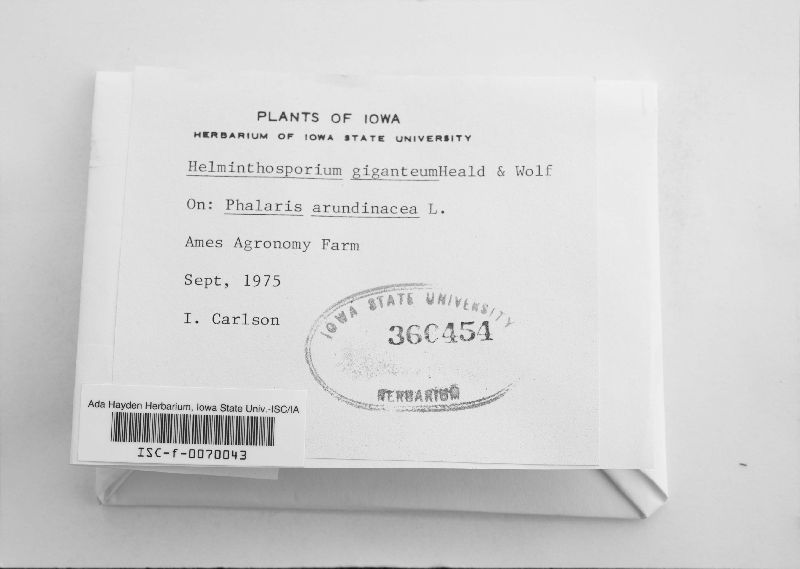 PLANTS OF IOWA
HERBARIUM OF IOWA STATE UNIVERSITY
Helminthosporium giganteumHeald & Wolf
On: Phalaris arundinacea L.
Ames Agronomy Farm
Sept, 1975
I. Carlson
IOWA STATE UNIVERSITY
360454
HERBARIUM
Ada Hayden Herbarium, Iowa State Univ.-ISC/IA
ISC-f-0070043